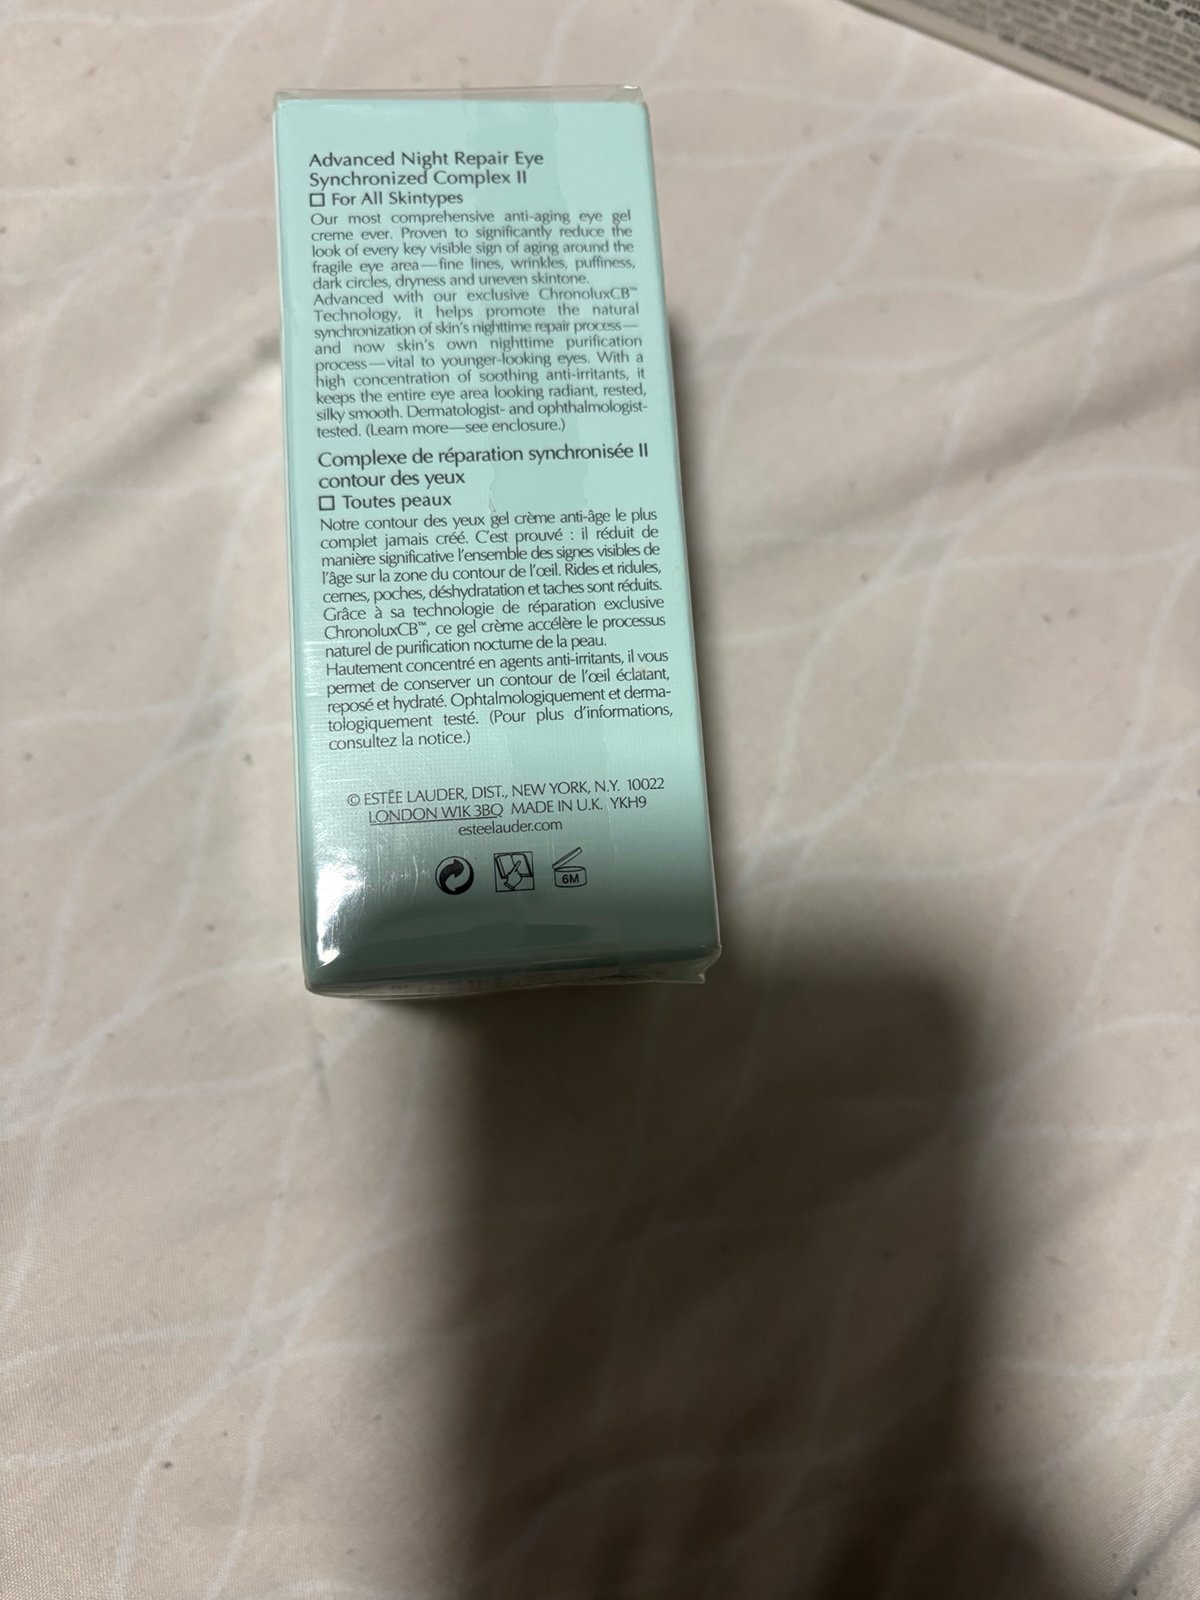 Advanced Night Repair Eye
Synchronized Complex II
☐ For All Skintypes
Our most comprehensive anti-aging eye gel
creme ever. Proven to significantly reduce the
look of every key visible sign of aging around the
fragile eye area—fine lines, wrinkles, puffiness,
dark circles, dryness and uneven skintone.
Advanced with our exclusive ChronoluxCB™
Technology, it helps promote the natural
synchronization of skin's nighttime repair process—
and now skin's own nighttime purification
process—vital to younger-looking eyes. With a
high concentration of soothing anti-irritants, it
keeps the entire eye area looking radiant, rested,
silky smooth. Dermatologist- and ophthalmologist-
tested. (Learn more—see enclosure.)
Complexe de réparation synchronisée II
contour des yeux
☐ Toutes peaux
Notre contour des yeux gel crème anti-âge le plus
complet jamais créé. C'est prouvé : il réduit de
manière significative l'ensemble des signes visibles de
l'âge sur la zone du contour de l'œil. Rides et ridules,
cernes, poches, déshydratation et taches sont réduits.
Grâce à sa technologie de réparation exclusive
ChronoluxCB™, ce gel crème accélère le processus
naturel de purification nocturne de la peau.
Hautement concentré en agents anti-irritants, il vous
permet de conserver un contour de l'œil éclatant,
reposé et hydraté. Ophtalmologiquement et derma-
tologiquement testé. (Pour plus d'informations,
consultez la notice.)
© ESTĒE LAUDER, DIST., NEW YORK, N.Y. 10022
LONDON W1K 3BQ MADE IN U.K. YKH9
esteelauder.com
6M